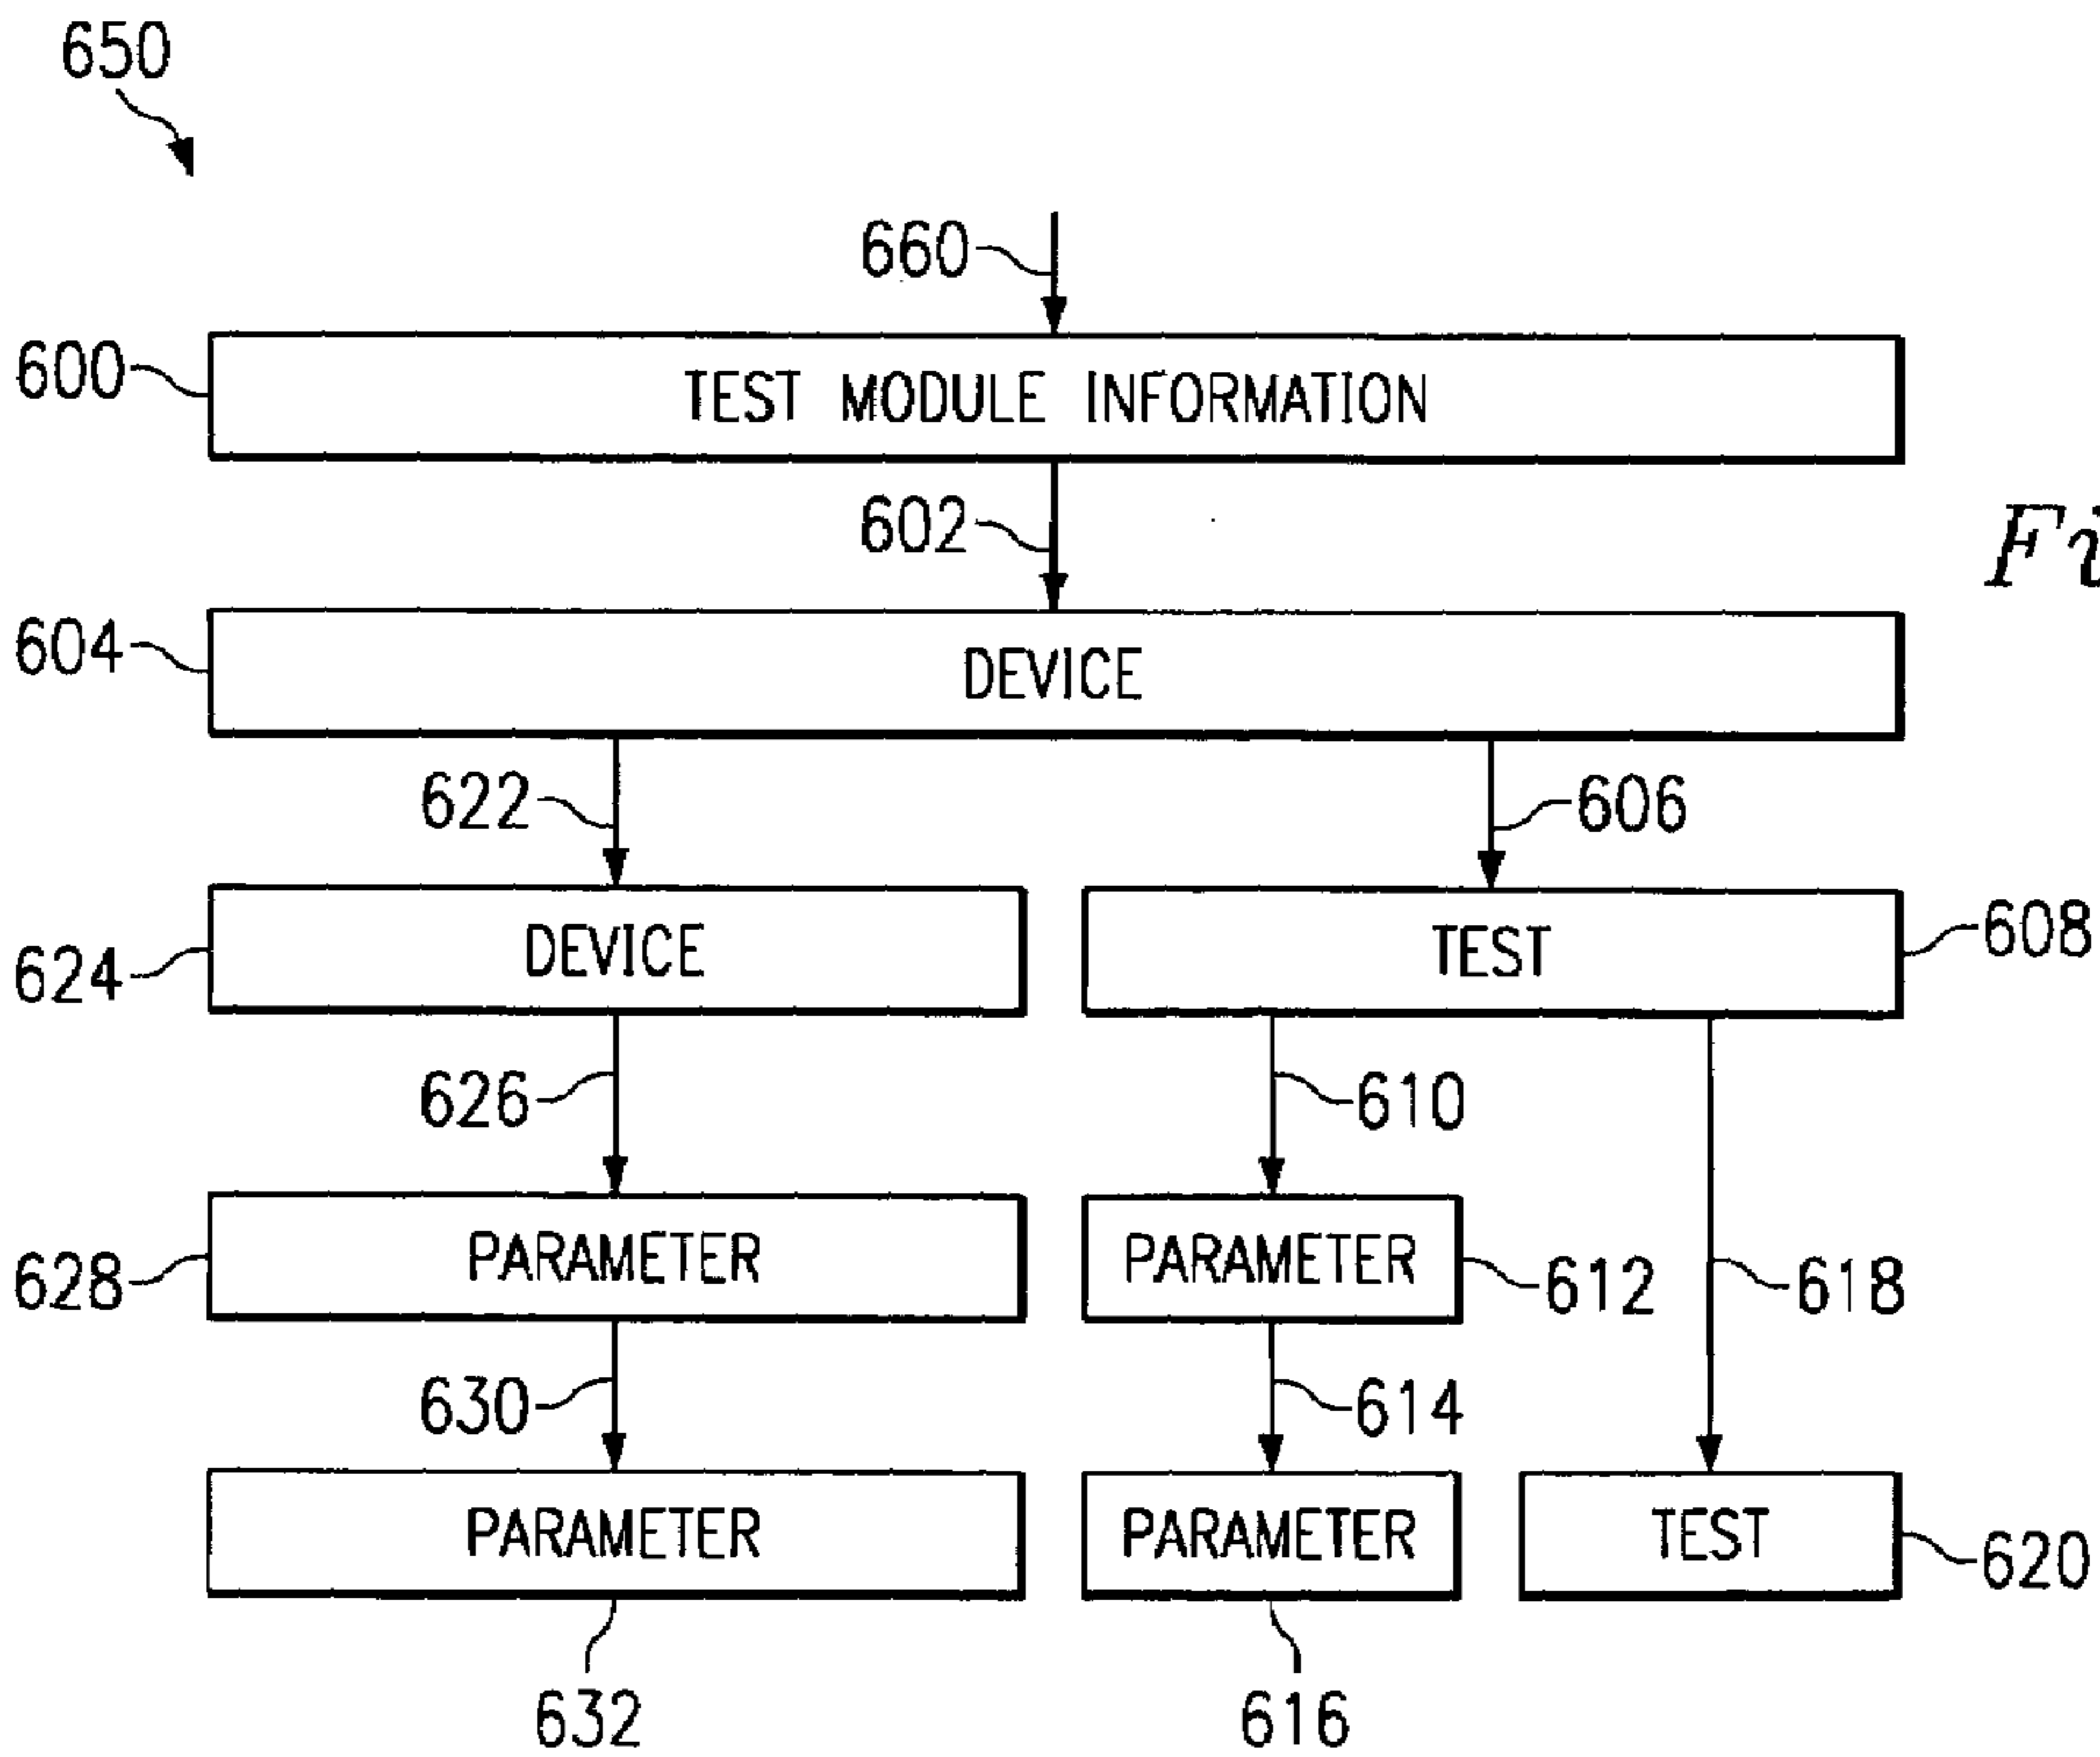 650
660
600
TEST MODULE INFORMATION
602
604
DEVICE
622
606
624
DEVICE
TEST
608
626
610
628
PARAMETER
PARAMETER
612
618
630
614
PARAMETER
PARAMETER
TEST
620
632
616